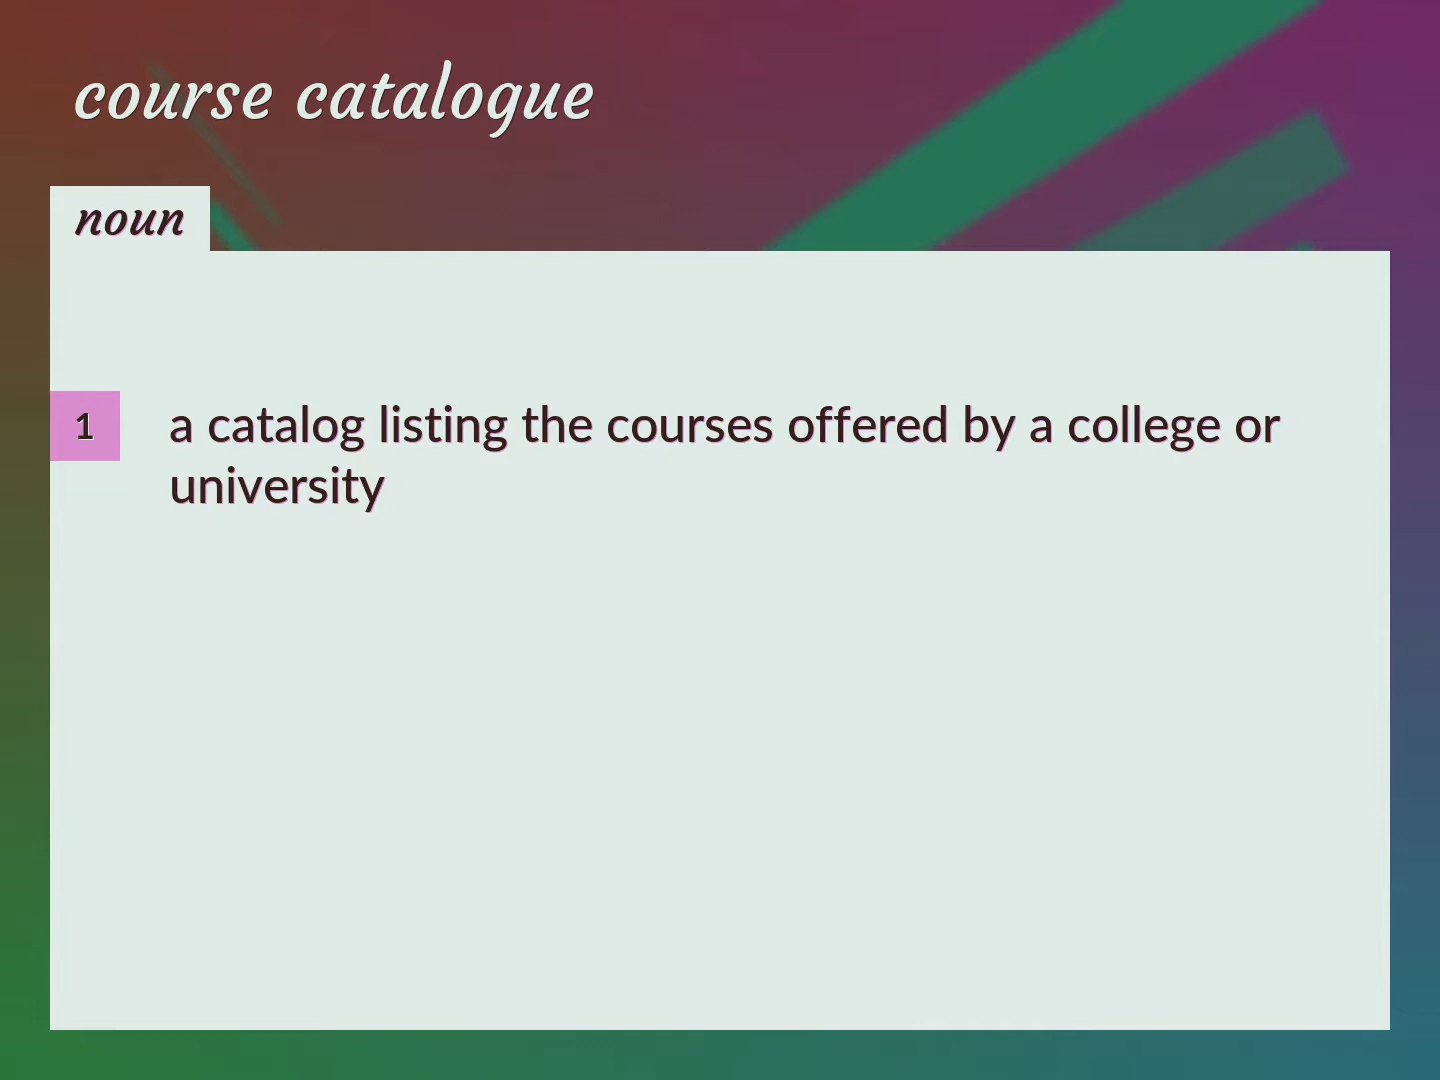 course catalogue
noun
1 a catalog listing the courses offered by a college or
university